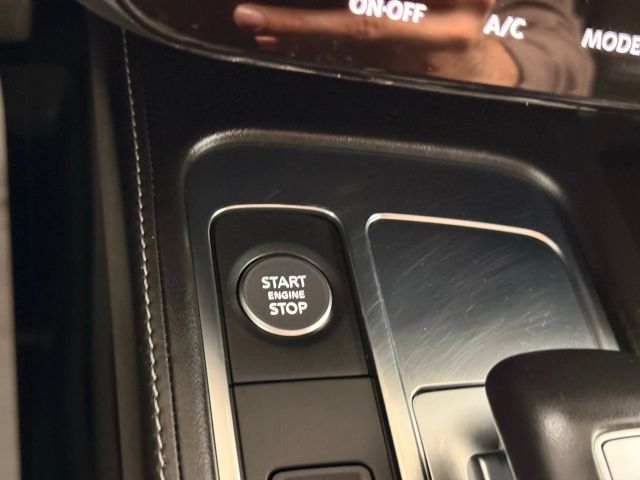 ON·OFF
A/C
MODE
START
ENGINE
STOP